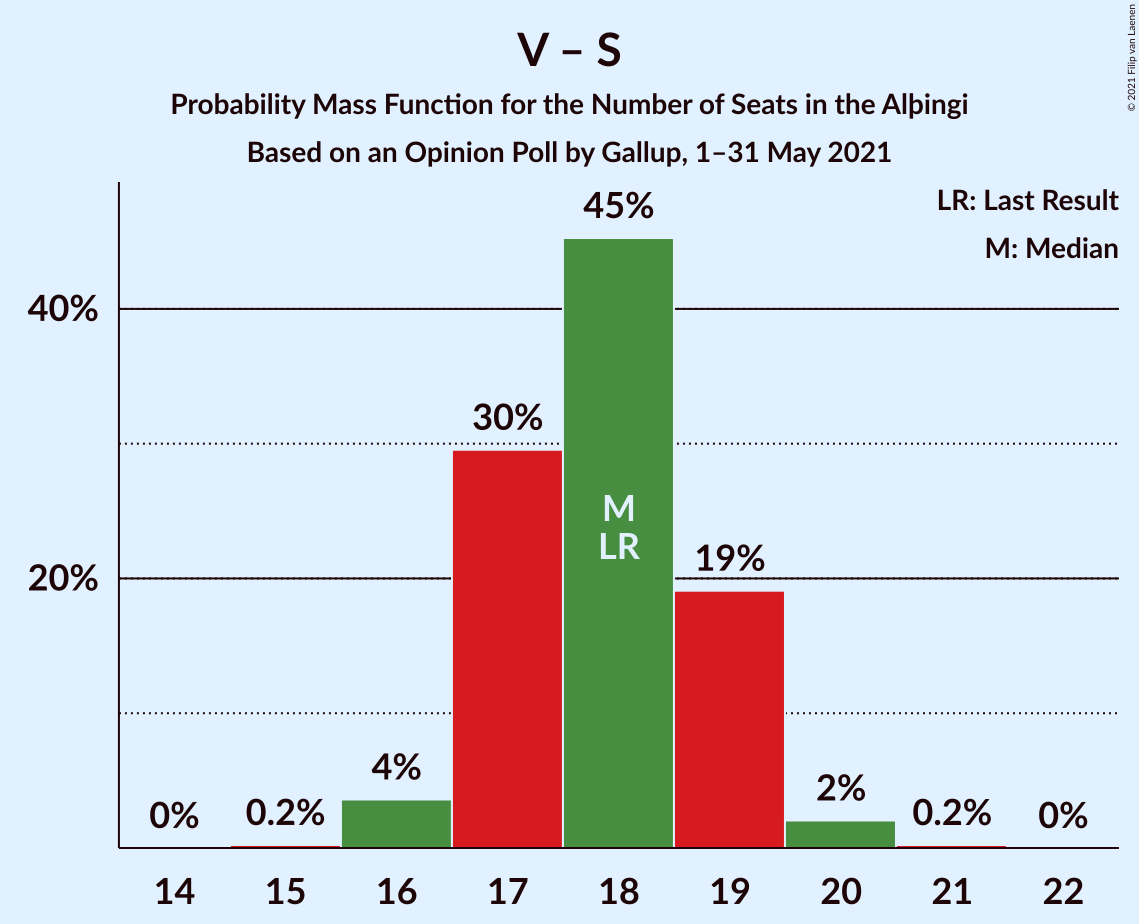 V – S
Probability Mass Function for the Number of Seats in the Alþingi
Based on an Opinion Poll by Gallup, 1–31 May 2021
© 2021 Filip van Laenen
LR: Last Result
M: Median
45%
40%
30%
M
LR
19%
20%
4%
2%
0%
0.2%
0.2%
0%
14 15 16 17 18 19 20 21 22